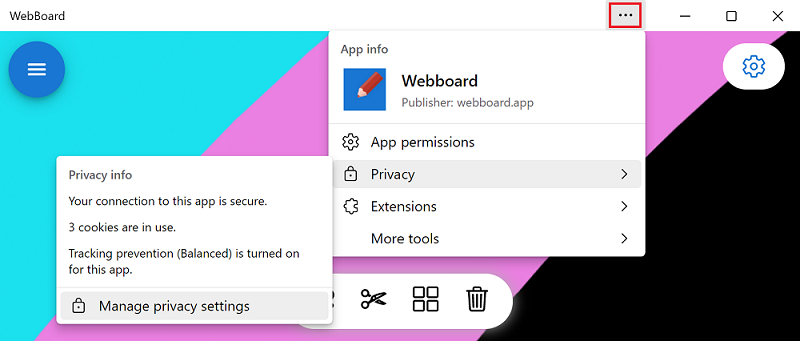 WebBoard
App info
Webboard
Publisher: webboard.app
App permissions
Privacy
Extensions
More tools
Privacy info
Your connection to this app is secure.
3 cookies are in use.
Tracking prevention (Balanced) is turned on
for this app.
Manage privacy settings